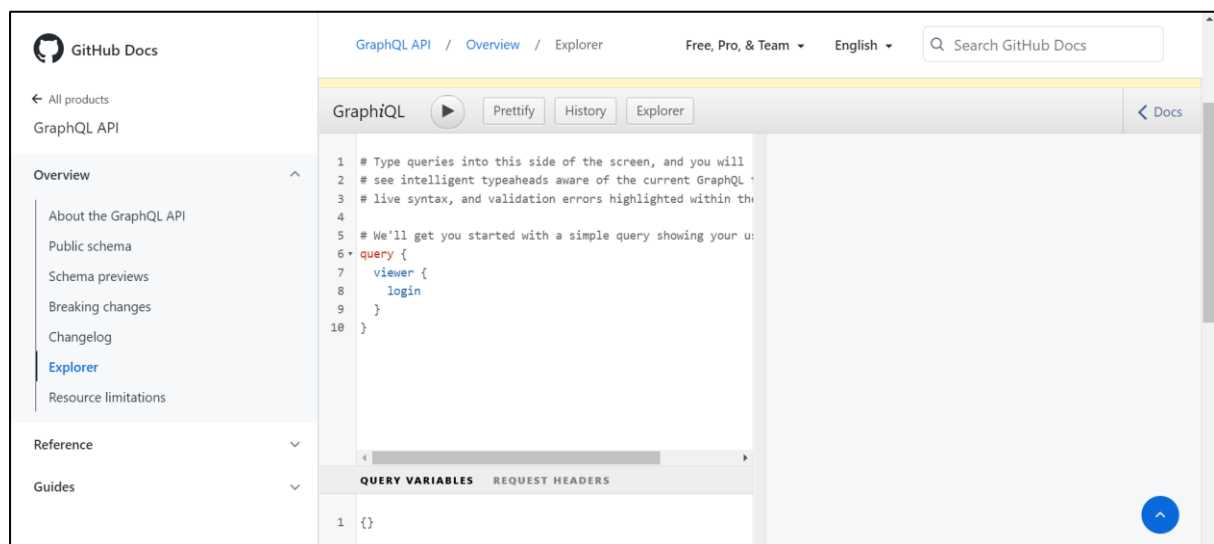 GitHub Docs
GraphQL API / Overview / Explorer
Free, Pro, & Team
English
Search GitHub Docs
All products
GraphQL API
Overview
About the GraphQL API
Public schema
Schema previews
Breaking changes
Changelog
Explorer
Resource limitations
Reference
Guides
GraphiQL
Prettify
History
Explorer
Docs
1 # Type queries into this side of the screen, and you will
2 # see intelligent typeaheads aware of the current GraphQL
3 # live syntax, and validation errors highlighted within the
4
5 # We'll get you started with a simple query showing your
6 query {
7 viewer {
8 login
9 }
10 }
QUERY VARIABLES REQUEST HEADERS
1 {}